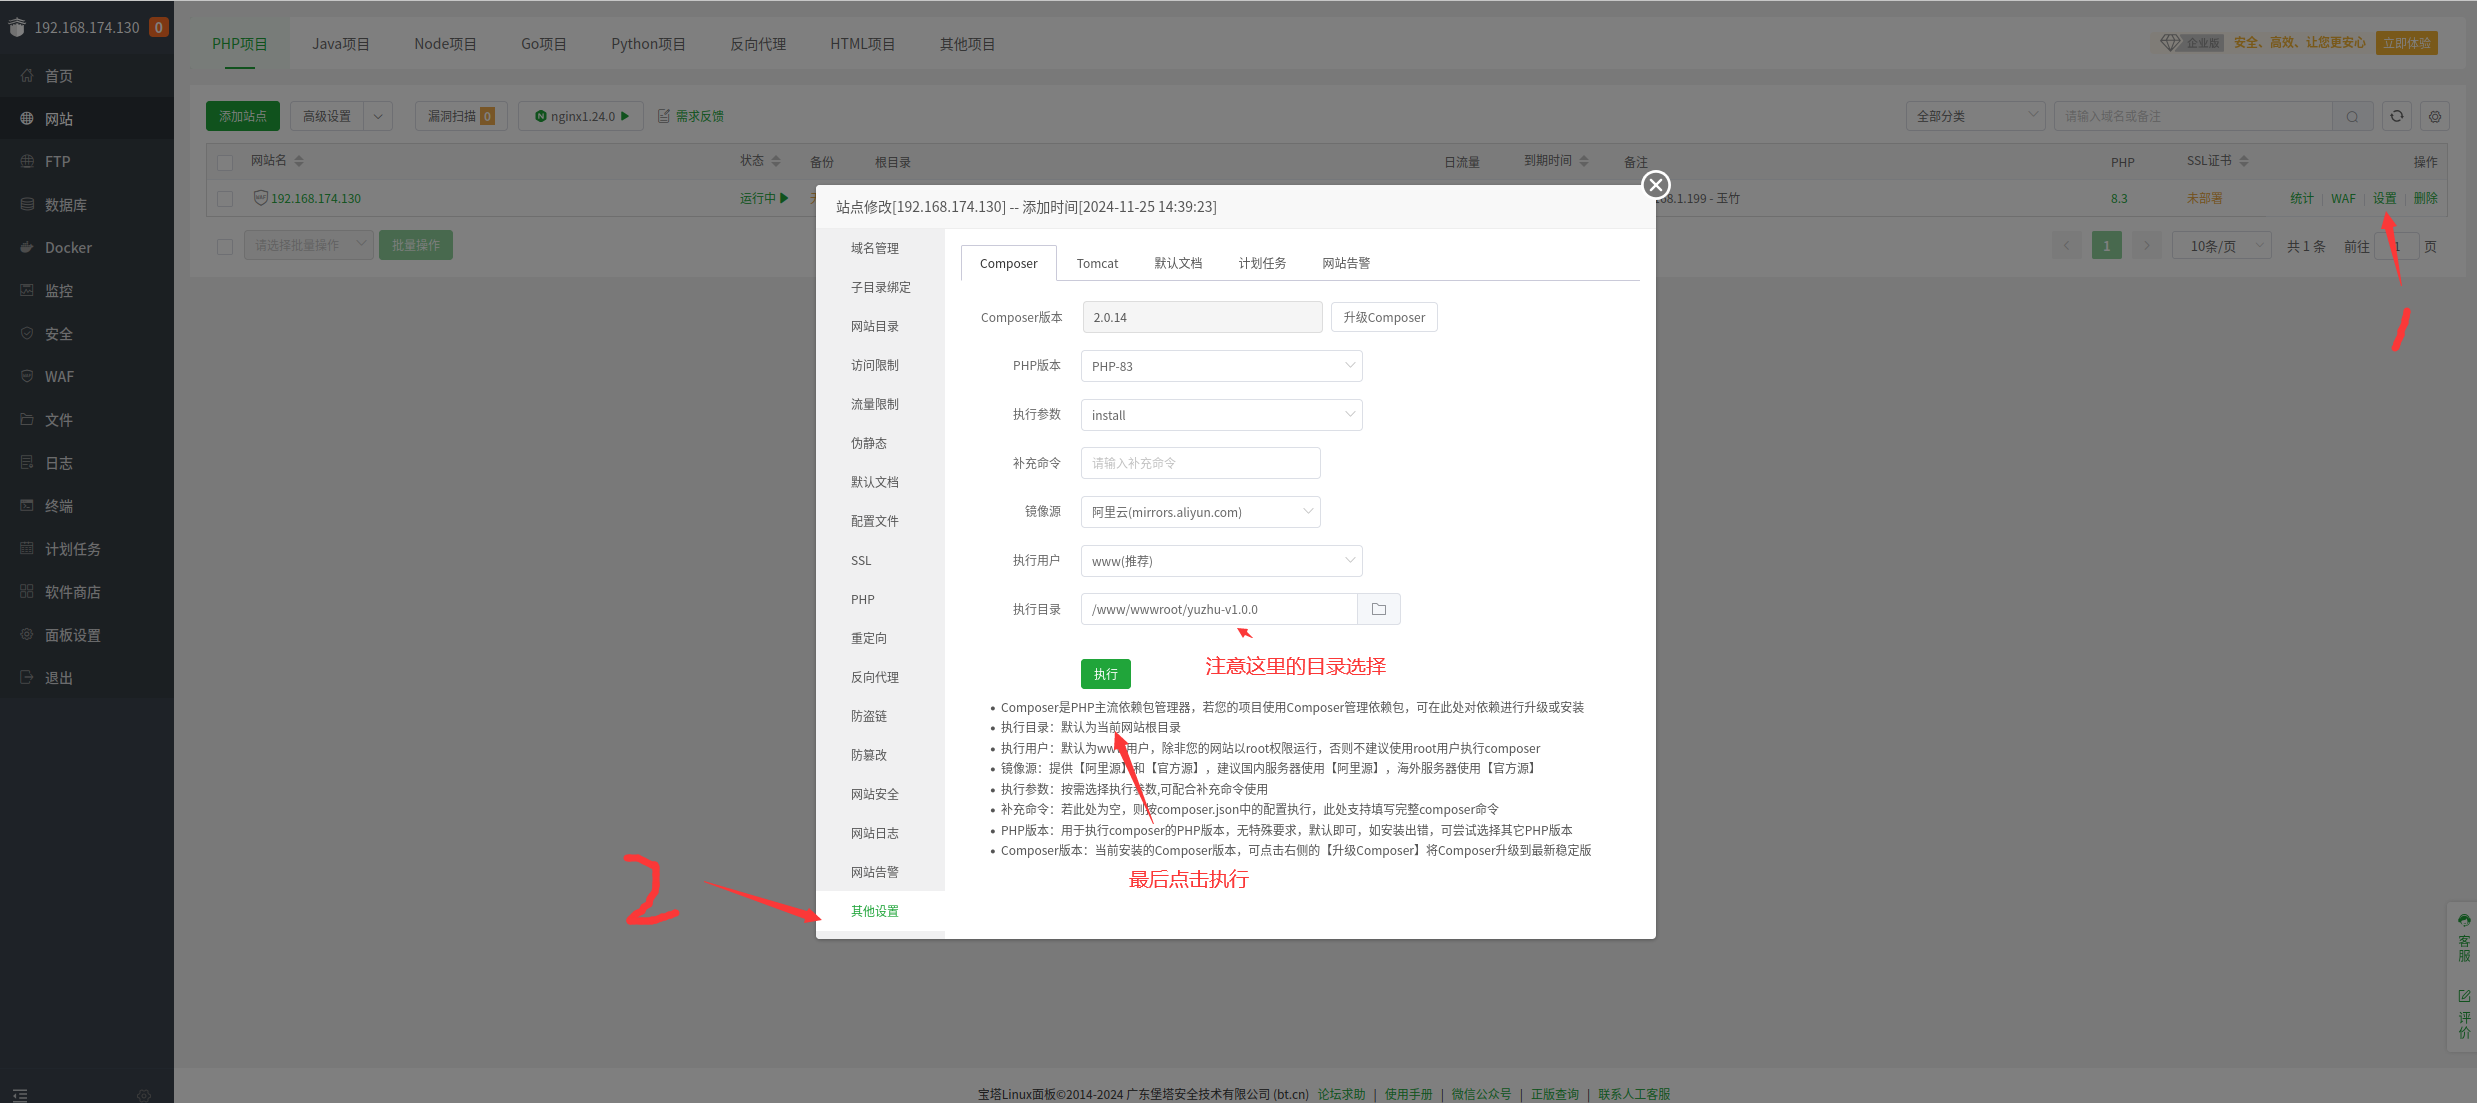 192.168.174.130 0
首页
网站
FTP
数据库
Docker
监控
安全
WAF
文件
日志
终端
计划任务
软件商店
面板设置
退出
PHP项目 Java项目 Node项目 Go项目 Python项目 反向代理 HTML项目 其他项目
企业版 安全、高效、让您更安心 立即体验
添加站点 高级设置 漏洞扫描 0 nginx1.24.0 需求反馈
全部分类 请输入域名或备注
网站名 状态 备份 根目录 日流量 到期时间 备注 PHP SSL证书 操作
WAF 192.168.174.130 运行中 68.1.199 - 玉竹 8.3 未部署 统计 | WAF | 设置 | 删除
请选择批量操作 批量操作
1 10条/页 共 1 条 前往 1 页
站点修改[192.168.174.130] -- 添加时间[2024-11-25 14:39:23]
域名管理
子目录绑定
网站目录
访问限制
流量限制
伪静态
默认文档
配置文件
SSL
PHP
重定向
反向代理
防盗链
防篡改
网站安全
网站日志
网站告警
其他设置
Composer Tomcat 默认文档 计划任务 网站告警
Composer版本 2.0.14 升级Composer
PHP版本 PHP-83
执行参数 install
补充命令 请输入补充命令
镜像源 阿里云(mirrors.aliyun.com)
执行用户 www(推荐)
执行目录 /www/wwwroot/yuzhu-v1.0.0
注意这里的目录选择
执行
Composer是PHP主流依赖包管理器，若您的项目使用Composer管理依赖包，可在此处对依赖进行升级或安装
执行目录：默认为当前网站根目录
执行用户：默认为www用户，除非您的网站以root权限运行，否则不建议使用root用户执行composer
镜像源：提供【阿里源】和【官方源】，建议国内服务器使用【阿里源】，海外服务器使用【官方源】
执行参数：按需选择执行参数,可配合补充命令使用
补充命令：若此处为空，则按composer.json中的配置执行，此处支持填写完整composer命令
PHP版本：用于执行composer的PHP版本，无特殊要求，默认即可，如安装出错，可尝试选择其它PHP版本
Composer版本：当前安装的Composer版本，可点击右侧的【升级Composer】将Composer升级到最新稳定版
最后点击执行
1
2
客服
评价
宝塔Linux面板©2014-2024 广东堡塔安全技术有限公司 (bt.cn) 论坛求助 | 使用手册 | 微信公众号 | 正版查询 | 联系人工客服